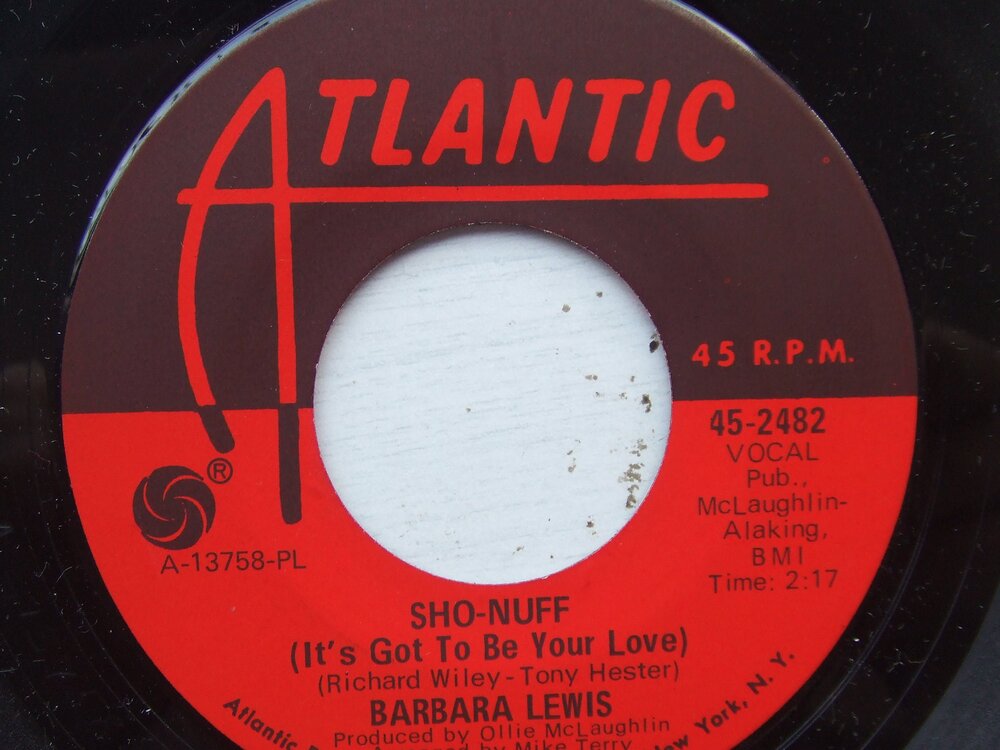 ATLANTIC
45 R.P.M.
45-2482
VOCAL
Pub.,
McLaughlin-
Alaking,
BMI
Time: 2:17
®
A-13758-PL
SHO-NUFF
(It's Got To Be Your Love)
(Richard Wiley-Tony Hester)
BARBARA LEWIS
Produced by Ollie McLaughlin
by Mike Terry
Atlantic
York, N.Y.